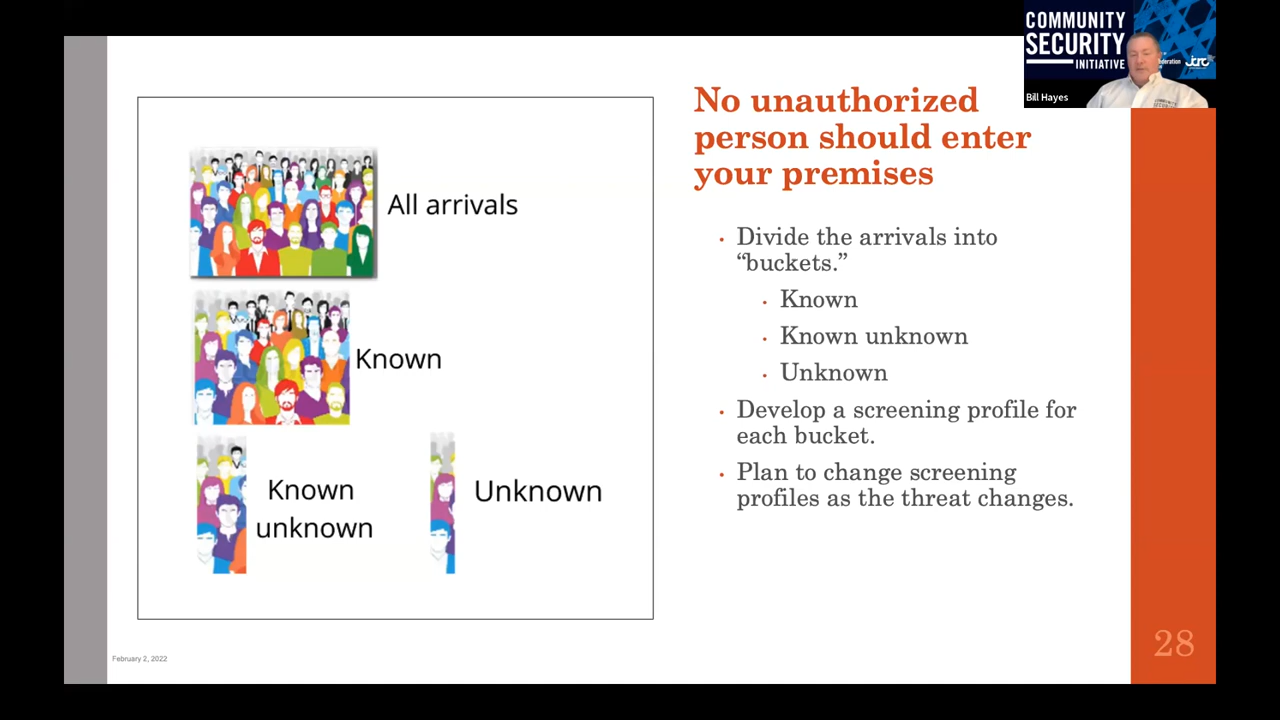 COMMUNITY
SECURITY
INITIATIVE
jcrc
Bill Hayes
No unauthorized
person should enter
your premises
All arrivals
Known
Known
unknown
Unknown
• Divide the arrivals into
“buckets.”
• Known
• Known unknown
• Unknown
• Develop a screening profile for
each bucket.
• Plan to change screening
profiles as the threat changes.
February 2, 2022
28